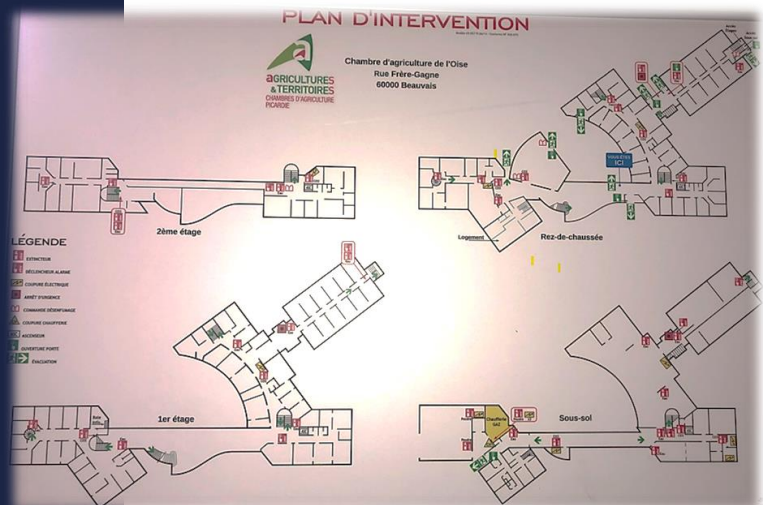 PLAN D'INTERVENTION
AGRICULTURES
& TERRITOIRES
CHAMBRES D'AGRICULTURE
PICARDIE
Chambre d'agriculture de l'Oise
Rue Frère-Gagne
60000 Beauvais
VOUS ÊTES
ICI
2ème étage
Logement
Rez-de-chaussée
LÉGENDE
EXTINCTEUR
DÉCLENCHEUR ALARME
COUPURE ÉLECTRIQUE
ARRÊT D'URGENCE
COMMANDE DÉSENFUMAGE
COUPURE CHAUFFERIE
ASCENSEUR
OUVERTURE PORTE
ÉVACUATION
1er étage
Sous-sol
Chaufferie
GAZ